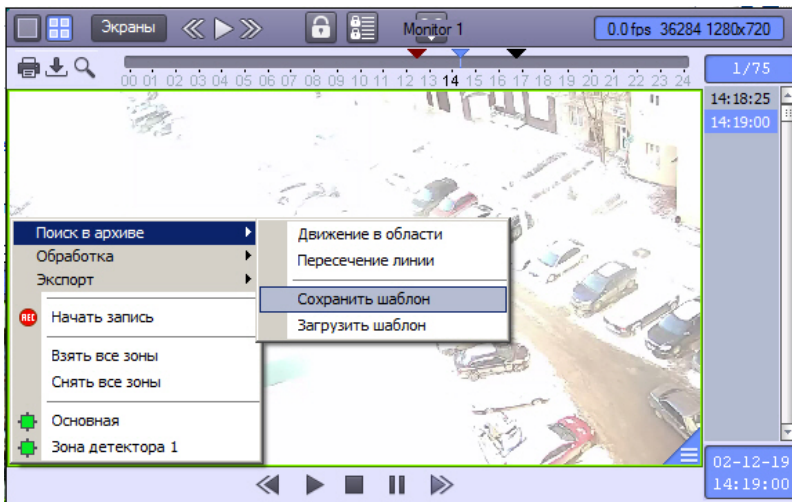 Экраны
Monitor 1
0.0 fps 36284 1280x720
00 01 02 03 04 05 06 07 08 09 10 11 12 13 14 15 16 17 18 19 20 21 22 23 24
1/75
14:18:25
14:19:00
Поиск в архиве
Обработка
Экспорт
REC Начать запись
Взять все зоны
Снять все зоны
Основная
Зона детектора 1
Движение в области
Пересечение линии
Сохранить шаблон
Загрузить шаблон
02-12-19
14:19:00